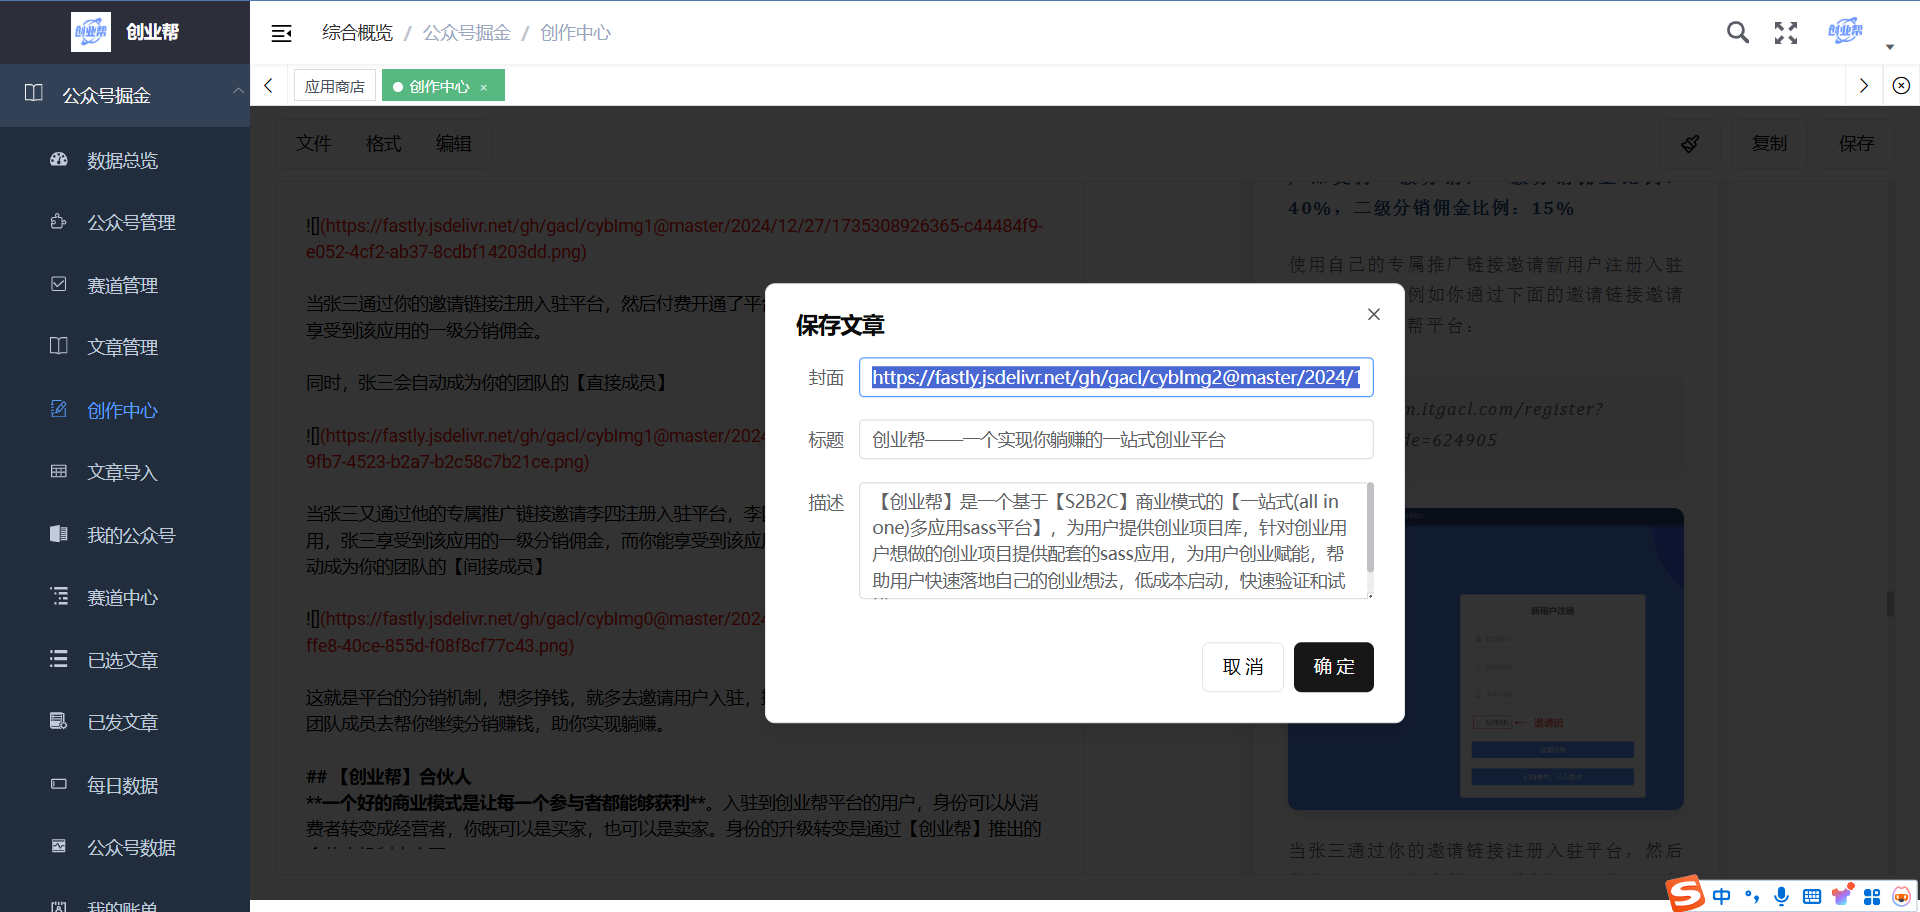 创业帮
创业帮
综合概览 / 公众号掘金 / 创作中心
创业帮
公众号掘金
应用商店
创作中心 ×
数据总览
公众号管理
赛道管理
文章管理
创作中心
文章导入
我的公众号
赛道中心
已选文章
已发文章
每日数据
公众号数据
我的账单
文件
格式
编辑
复制
保存
![](https://fastly.jsdelivr.net/gh/gacl/cybImg1@master/2024/12/27/1735308926365-c44484f9-
e052-4cf2-ab37-8cdbf14203dd.png)
当张三通过你的邀请链接注册入驻平台，然后付费开通了平台
享受到该应用的一级分销佣金。
同时，张三会自动成为你的团队的【直接成员】
![](https://fastly.jsdelivr.net/gh/gacl/cybImg1@master/2024
9fb7-4523-b2a7-b2c58c7b21ce.png)
当张三又通过他的专属推广链接邀请李四注册入驻平台，李
用，张三享受到该应用的一级分销佣金，而你能享受到该应
动成为你的团队的【间接成员】
![](https://fastly.jsdelivr.net/gh/gacl/cybImg0@master/2024
ffe8-40ce-855d-f08f8cf77c43.png)
这就是平台的分销机制，想多挣钱，就多去邀请用户入驻，
团队成员去帮你继续分销赚钱，助你实现躺赚。
## 【创业帮】合伙人
**一个好的商业模式是让每一个参与者都能够获利**。入驻到创业帮平台的用户，身份可以从消
费者转变成经营者，你既可以是买家，也可以是卖家。身份的升级转变是通过【创业帮】推出的
保存文章
封面
https://fastly.jsdelivr.net/gh/gacl/cybImg2@master/2024/1
标题
创业帮——一个实现你躺赚的一站式创业平台
描述
【创业帮】是一个基于【S2B2C】商业模式的【一站式(all in
one)多应用sass平台】，为用户提供创业项目库，针对创业用
户想做的创业项目提供配套的sass应用，为用户创业赋能，帮
助用户快速落地自己的创业想法，低成本启动，快速验证和试
取 消
确 定
40%，二级分销佣金比例：15%
使用自己的专属推广链接邀请新用户注册入驻
例如你通过下面的邀请链接邀请
帮平台：
m.itgacl.com/register?
de=624905
新用户注册
624905
邀请码
当张三通过你的邀请链接注册入驻平台，然后
中